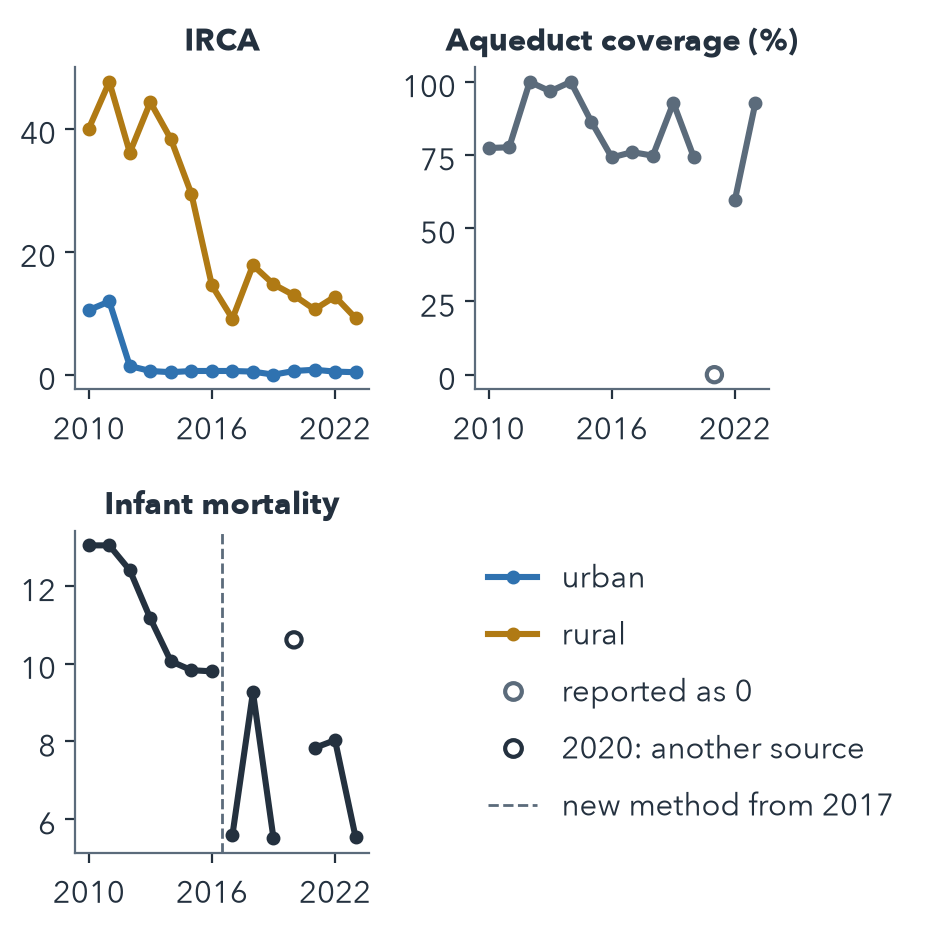 IRCA
40
20
0
2010 2016 2022
Aqueduct coverage (%)
100
75
50
25
0
2010 2016 2022
Infant mortality
12
10
8
6
2010 2016 2022
urban
rural
reported as 0
2020: another source
new method from 2017